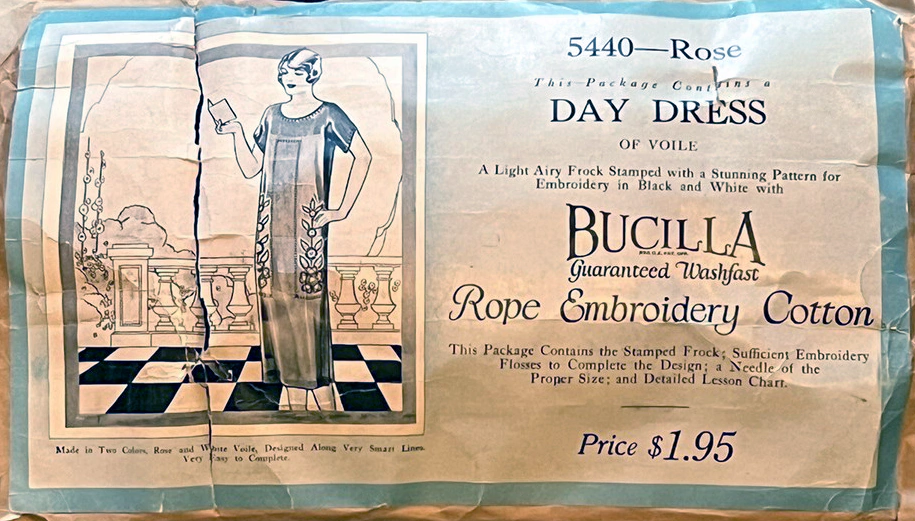 5440—Rose
This Package Contains a
DAY DRESS
OF VOILE
A Light Airy Frock Stamped with a Stunning Pattern for
Embroidery in Black and White with
BUCILLA
REG. U.S. PAT. OFF.
Guaranteed Washfast
Rope Embroidery Cotton
This Package Contains the Stamped Frock; Sufficient Embroidery
Flosses to Complete the Design; a Needle of the
Proper Size; and Detailed Lesson Chart.
Price $1.95
Made in Two Colors, Rose and White Voile, Designed Along Very Smart Lines.
Very Easy to Complete.